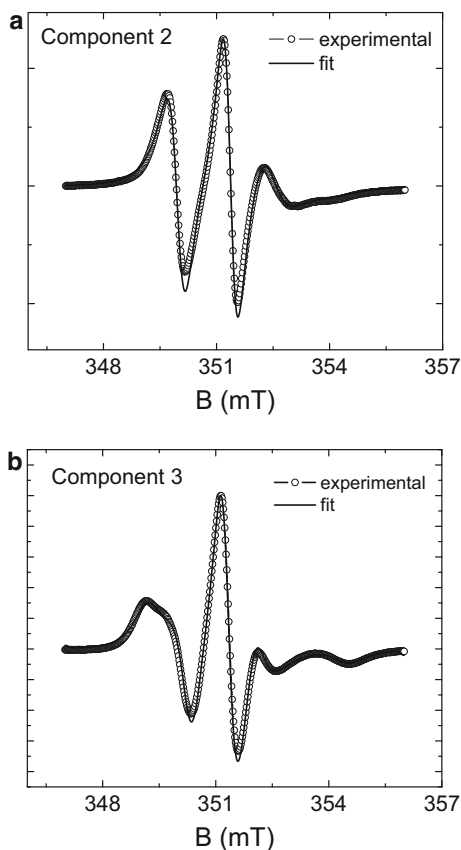 a
Component 2
experimental
fit
348 351 354 357
B (mT)
b
Component 3
experimental
fit
348 351 354 357
B (mT)